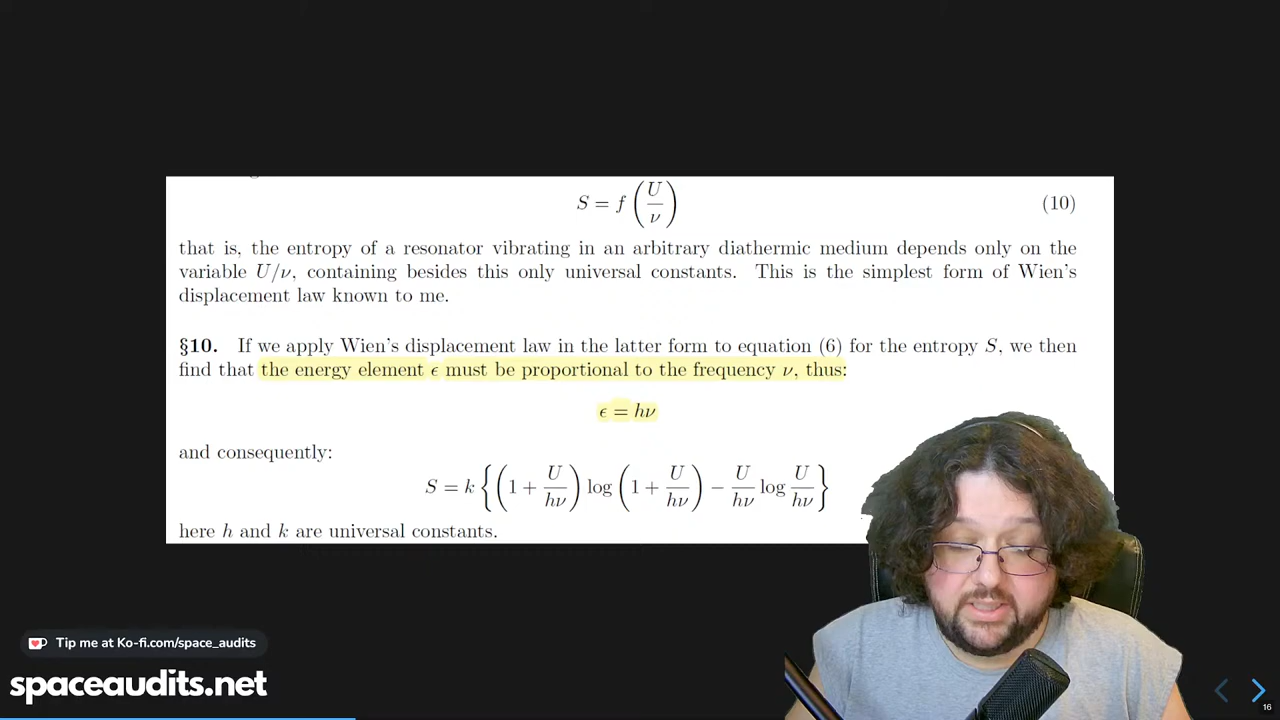 S = f(U/ν) (10)
that is, the entropy of a resonator vibrating in an arbitrary diathermic medium depends only on the
variable U/ν, containing besides this only universal constants. This is the simplest form of Wien's
displacement law known to me.
§10. If we apply Wien's displacement law in the latter form to equation (6) for the entropy S, we then
find that the energy element ϵ must be proportional to the frequency ν, thus:
ϵ = hν
and consequently:
S = k {(1 + U/hν) log (1 + U/hν) − U/hν log U/hν}
here h and k are universal constants.
Tip me at Ko-fi.com/space_audits
spaceaudits.net
16